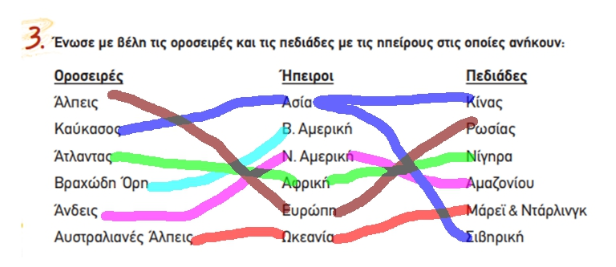 3. Ένωσε με βέλη τις οροσειρές και τις πεδιάδες με τις ηπείρους στις οποίες ανήκουν:
Οροσειρές Ήπειροι Πεδιάδες
Άλπεις Ασία Κίνας
Καύκασος Β. Αμερική Ρωσίας
Άτλαντας Ν. Αμερική Νίγηρα
Βραχώδη Όρη Αφρική Αμαζονίου
Άνδεις Ευρώπη Μάρεϊ & Ντάρλινγκ
Αυστραλιανές Άλπεις Ωκεανία Σιβηρική